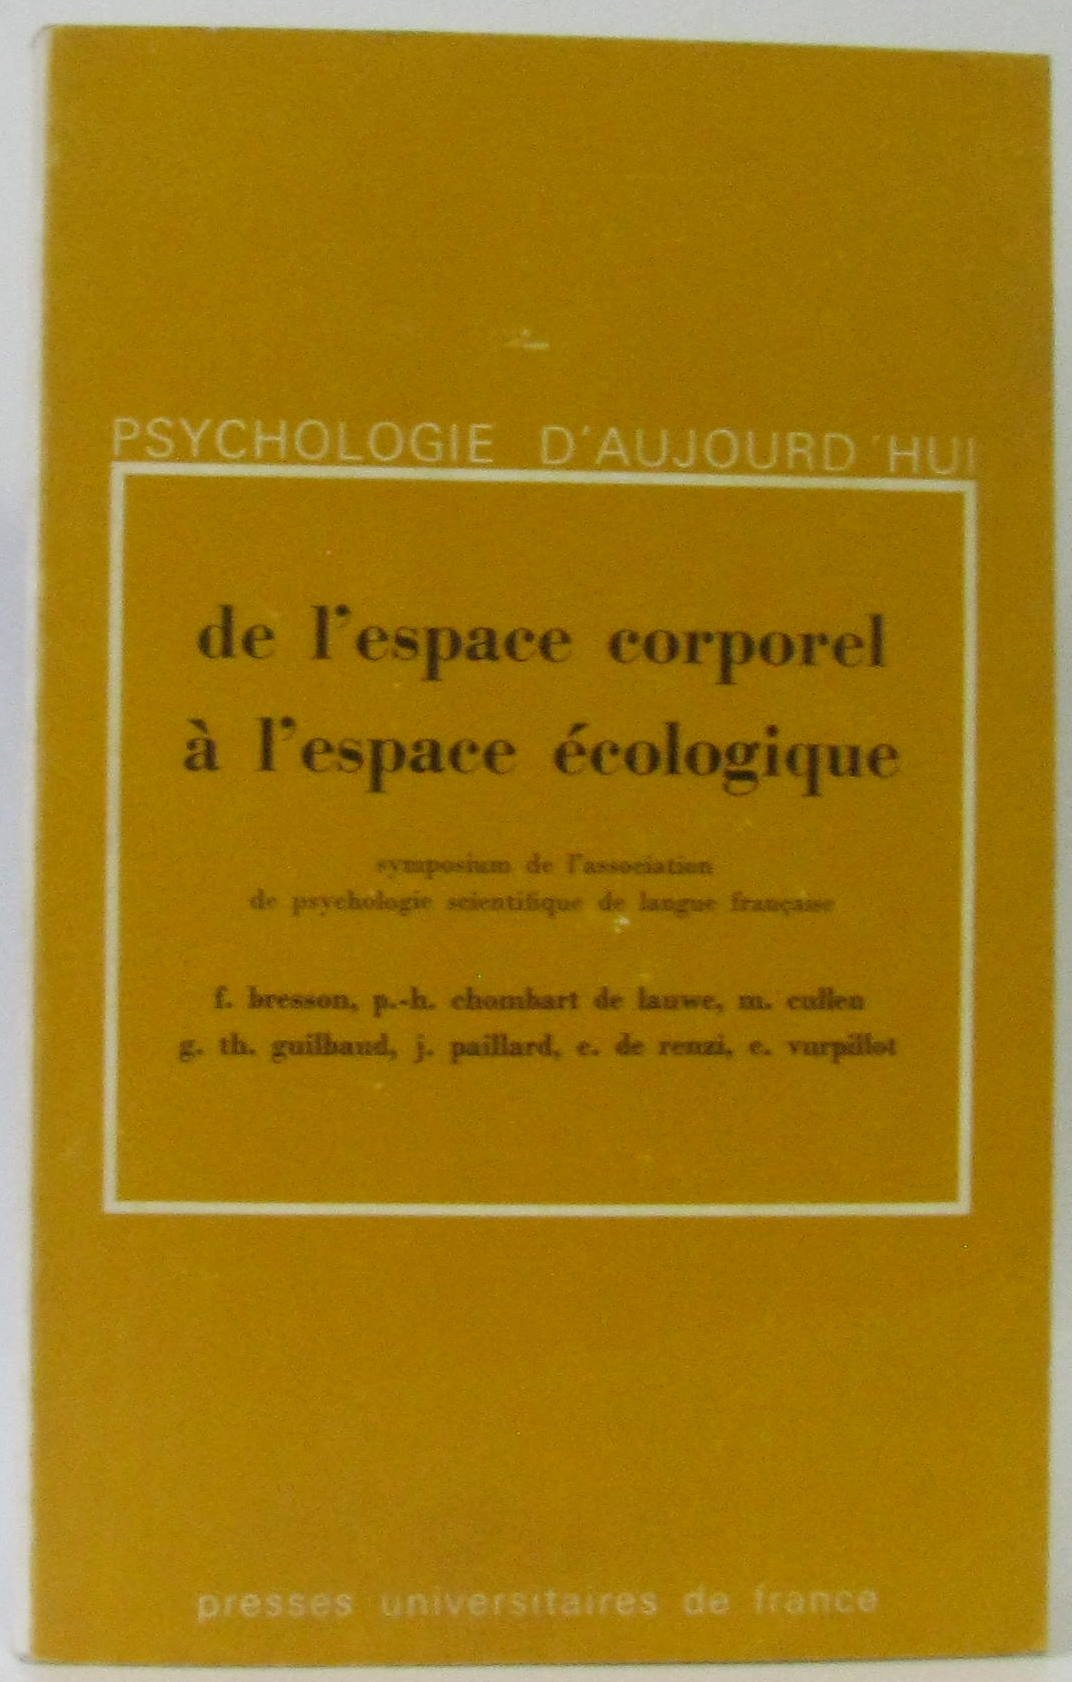 PSYCHOLOGIE D'AUJOURD'HUI
de l'espace corporel
à l'espace écologique
symposium de l'association
de psychologie scientifique de langue française
f. bresson, p.-h. chombart de lauwe, m. cullen
g. th. guilbaud, j. paillard, e. de renzi, e. vurpillot
presses universitaires de france